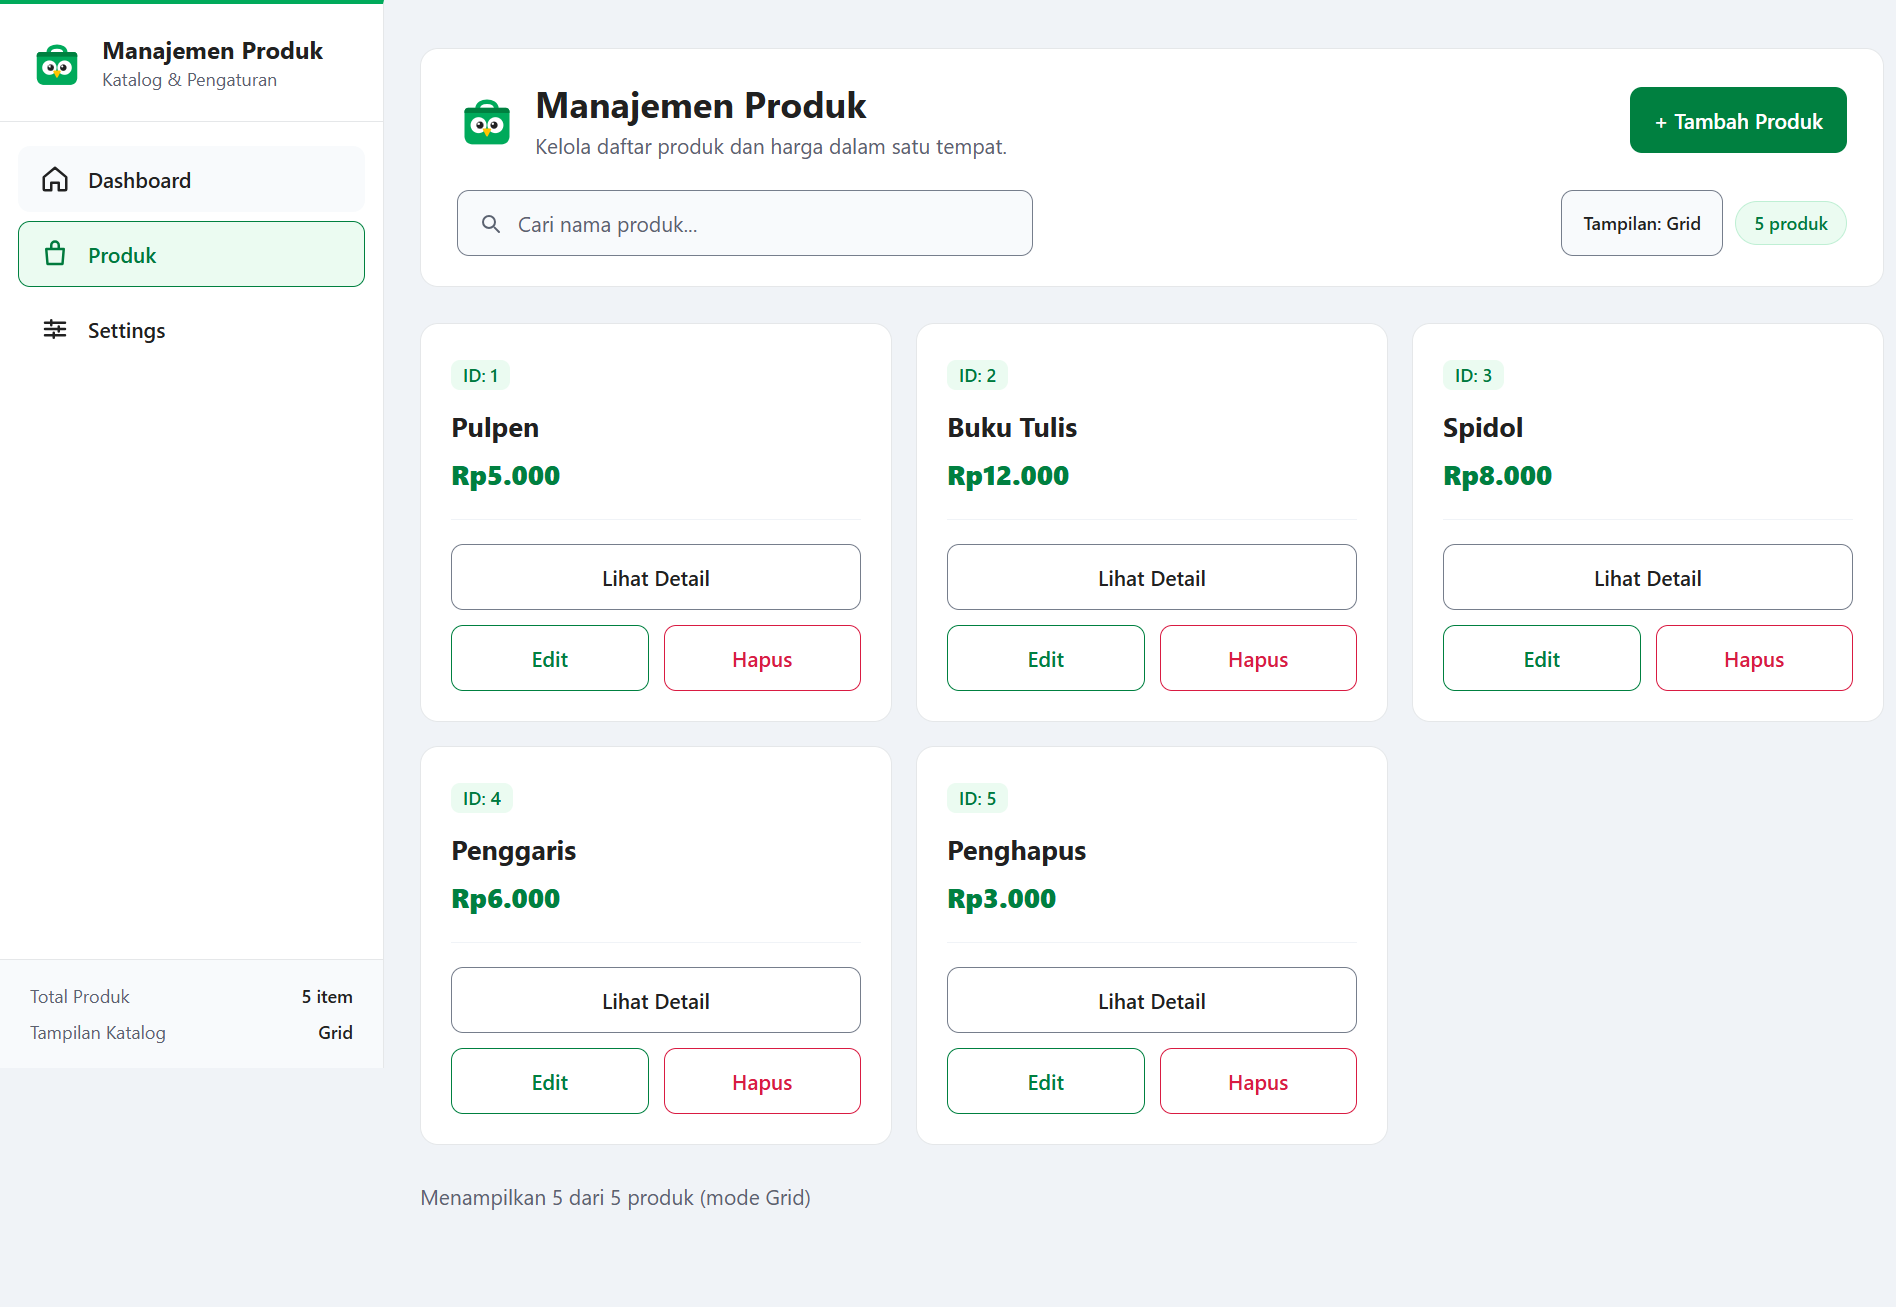 Manajemen Produk
Katalog & Pengaturan
Dashboard
Produk
Settings
Total Produk 5 item
Tampilan Katalog Grid
Manajemen Produk
Kelola daftar produk dan harga dalam satu tempat.
+ Tambah Produk
Cari nama produk...
Tampilan: Grid
5 produk
ID: 1
Pulpen
Rp5.000
Lihat Detail
Edit Hapus
ID: 2
Buku Tulis
Rp12.000
Lihat Detail
Edit Hapus
ID: 3
Spidol
Rp8.000
Lihat Detail
Edit Hapus
ID: 4
Penggaris
Rp6.000
Lihat Detail
Edit Hapus
ID: 5
Penghapus
Rp3.000
Lihat Detail
Edit Hapus
Menampilkan 5 dari 5 produk (mode Grid)